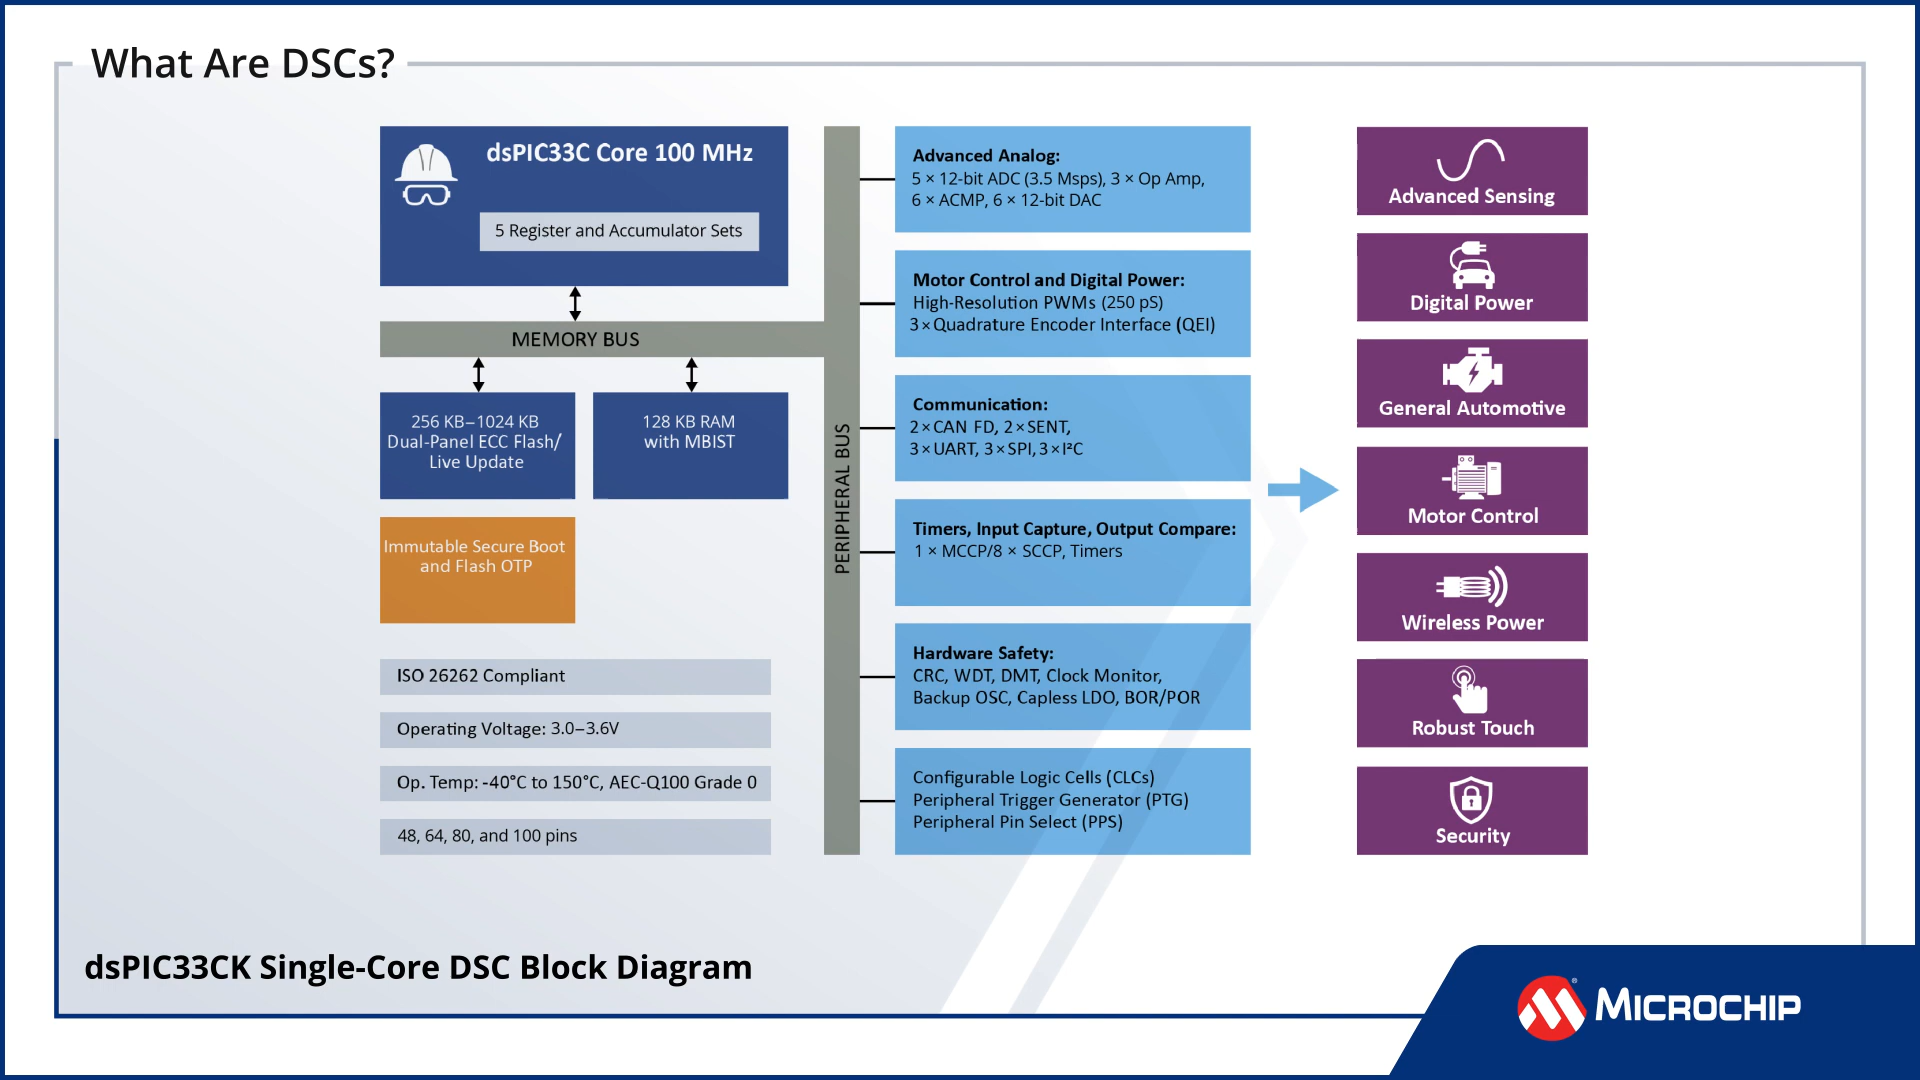 What Are DSCs?
dsPIC33C Core 100 MHz
5 Register and Accumulator Sets
MEMORY BUS
256 KB–1024 KB
Dual-Panel ECC Flash/
Live Update
128 KB RAM
with MBIST
Immutable Secure Boot
and Flash OTP
ISO 26262 Compliant
Operating Voltage: 3.0–3.6V
Op. Temp: -40°C to 150°C, AEC-Q100 Grade 0
48, 64, 80, and 100 pins
PERIPHERAL BUS
Advanced Analog:
5 × 12-bit ADC (3.5 Msps), 3 × Op Amp,
6 × ACMP, 6 × 12-bit DAC
Motor Control and Digital Power:
High-Resolution PWMs (250 pS)
3 × Quadrature Encoder Interface (QEI)
Communication:
2 × CAN FD, 2 × SENT,
3 × UART, 3 × SPI, 3 × I²C
Timers, Input Capture, Output Compare:
1 × MCCP/8 × SCCP, Timers
Hardware Safety:
CRC, WDT, DMT, Clock Monitor,
Backup OSC, Capless LDO, BOR/POR
Configurable Logic Cells (CLCs)
Peripheral Trigger Generator (PTG)
Peripheral Pin Select (PPS)
Advanced Sensing
Digital Power
General Automotive
Motor Control
Wireless Power
Robust Touch
Security
dsPIC33CK Single-Core DSC Block Diagram
® MICROCHIP